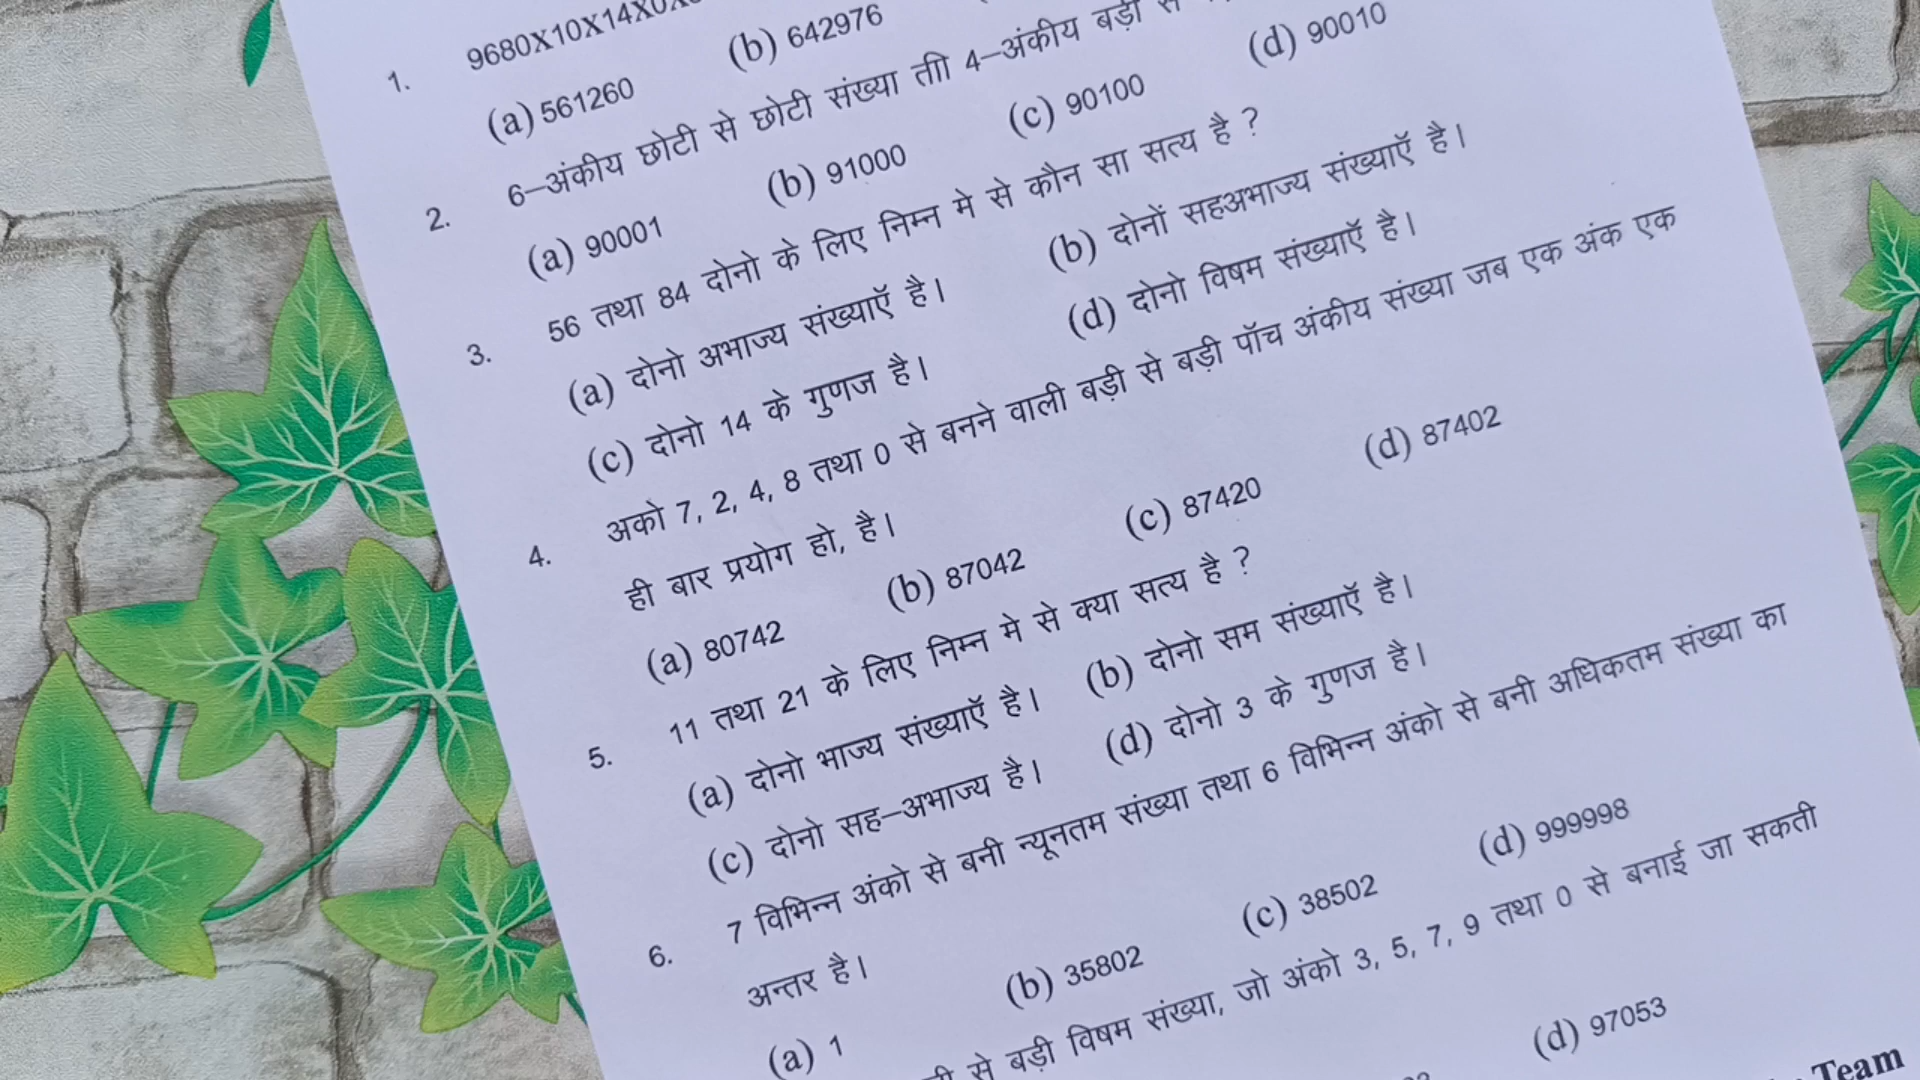 1. 9680X10X14X0X
(a) 561260 (b) 642976
2. 6–अंकीय छोटी से छोटी संख्या ताी 4–अंकीय बड़ी से
(a) 90001 (b) 91000 (c) 90100 (d) 90010
3. 56 तथा 84 दोनो के लिए निम्न मे से कौन सा सत्य है ?
(a) दोनो अभाज्य संख्याऍ है। (b) दोनों सहअभाज्य संख्याऍ है।
(c) दोनो 14 के गुणज है। (d) दोनो विषम संख्याऍ है।
4. अको 7, 2, 4, 8 तथा 0 से बनने वाली बड़ी से बड़ी पॉच अंकीय संख्या जब एक अंक एक
ही बार प्रयोग हो, है।
(a) 80742 (b) 87042 (c) 87420 (d) 87402
5. 11 तथा 21 के लिए निम्न मे से क्या सत्य है ?
(a) दोनो भाज्य संख्याऍ है। (b) दोनो सम संख्याऍ है।
(c) दोनो सह–अभाज्य है। (d) दोनो 3 के गुणज है।
6. 7 विभिन्न अंको से बनी न्यूनतम संख्या तथा 6 विभिन्न अंको से बनी अधिकतम संख्या का
अन्तर है।
(a) 1 (b) 35802 (c) 38502 (d) 999998
से बड़ी विषम संख्या, जो अंको 3, 5, 7, 9 तथा 0 से बनाई जा सकती
(d) 97053
Team